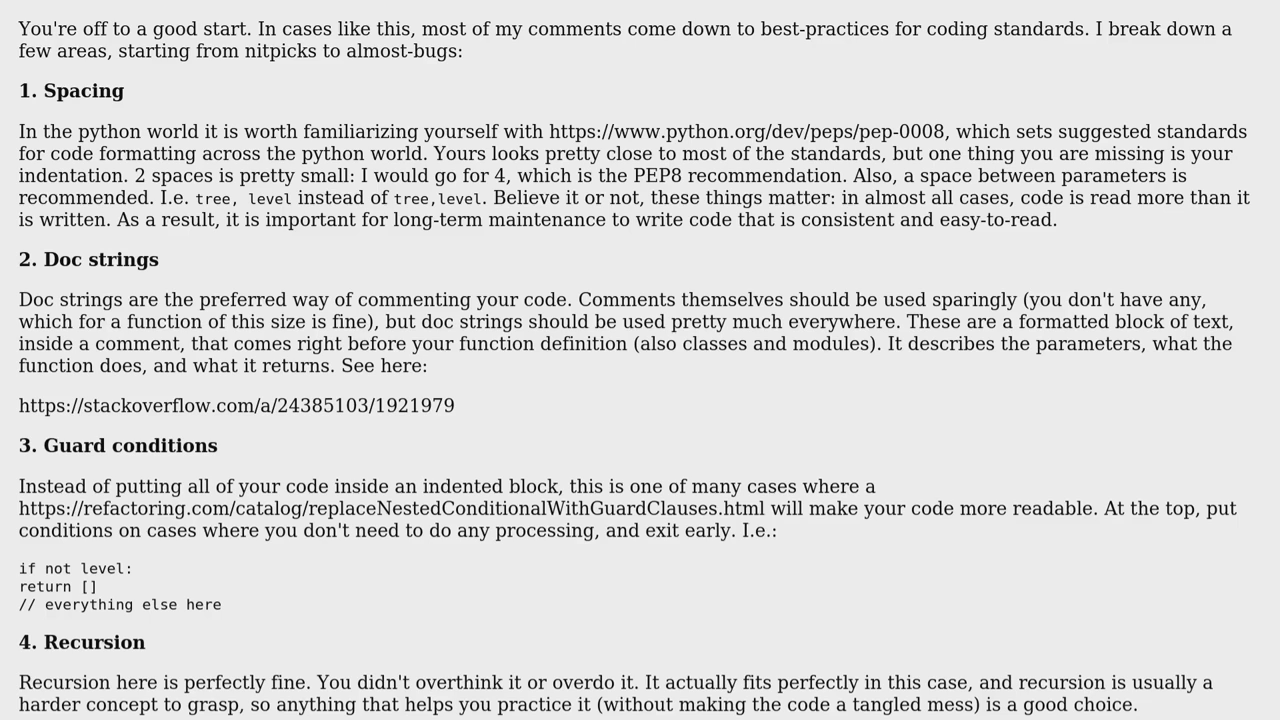 You're off to a good start. In cases like this, most of my comments come down to best-practices for coding standards. I break down a
few areas, starting from nitpicks to almost-bugs:
1. Spacing
In the python world it is worth familiarizing yourself with https://www.python.org/dev/peps/pep-0008, which sets suggested standards
for code formatting across the python world. Yours looks pretty close to most of the standards, but one thing you are missing is your
indentation. 2 spaces is pretty small: I would go for 4, which is the PEP8 recommendation. Also, a space between parameters is
recommended. I.e. tree, level instead of tree,level. Believe it or not, these things matter: in almost all cases, code is read more than it
is written. As a result, it is important for long-term maintenance to write code that is consistent and easy-to-read.
2. Doc strings
Doc strings are the preferred way of commenting your code. Comments themselves should be used sparingly (you don't have any,
which for a function of this size is fine), but doc strings should be used pretty much everywhere. These are a formatted block of text,
inside a comment, that comes right before your function definition (also classes and modules). It describes the parameters, what the
function does, and what it returns. See here:
https://stackoverflow.com/a/24385103/1921979
3. Guard conditions
Instead of putting all of your code inside an indented block, this is one of many cases where a
https://refactoring.com/catalog/replaceNestedConditionalWithGuardClauses.html will make your code more readable. At the top, put
conditions on cases where you don't need to do any processing, and exit early. I.e.:
if not level:
return []
// everything else here
4. Recursion
Recursion here is perfectly fine. You didn't overthink it or overdo it. It actually fits perfectly in this case, and recursion is usually a
harder concept to grasp, so anything that helps you practice it (without making the code a tangled mess) is a good choice.